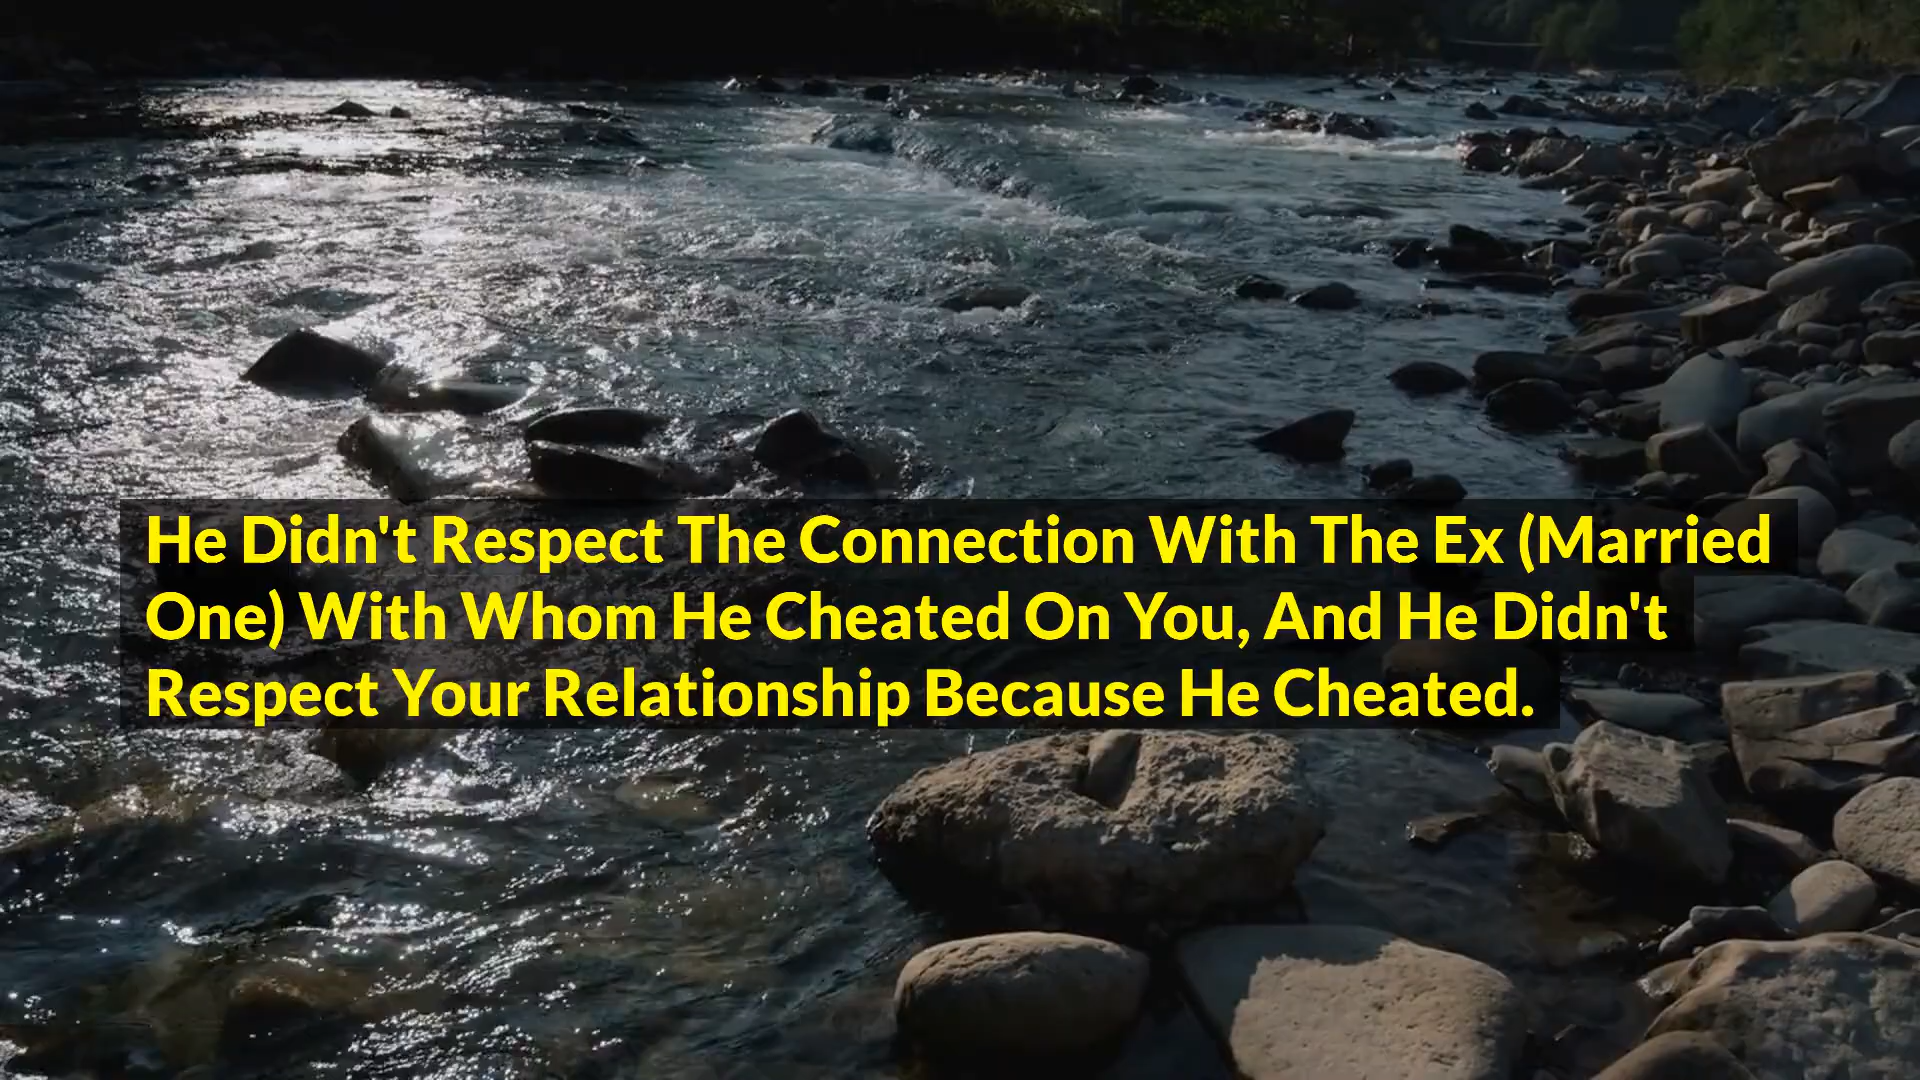 He Didn't Respect The Connection With The Ex (Married
One) With Whom He Cheated On You, And He Didn't
Respect Your Relationship Because He Cheated.